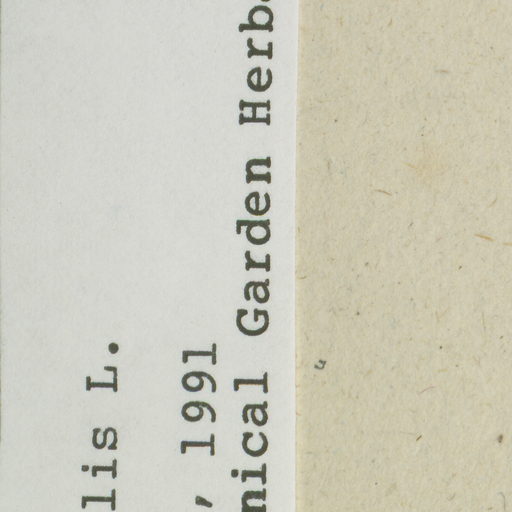 lis L.
, 1991
nical Garden Herb